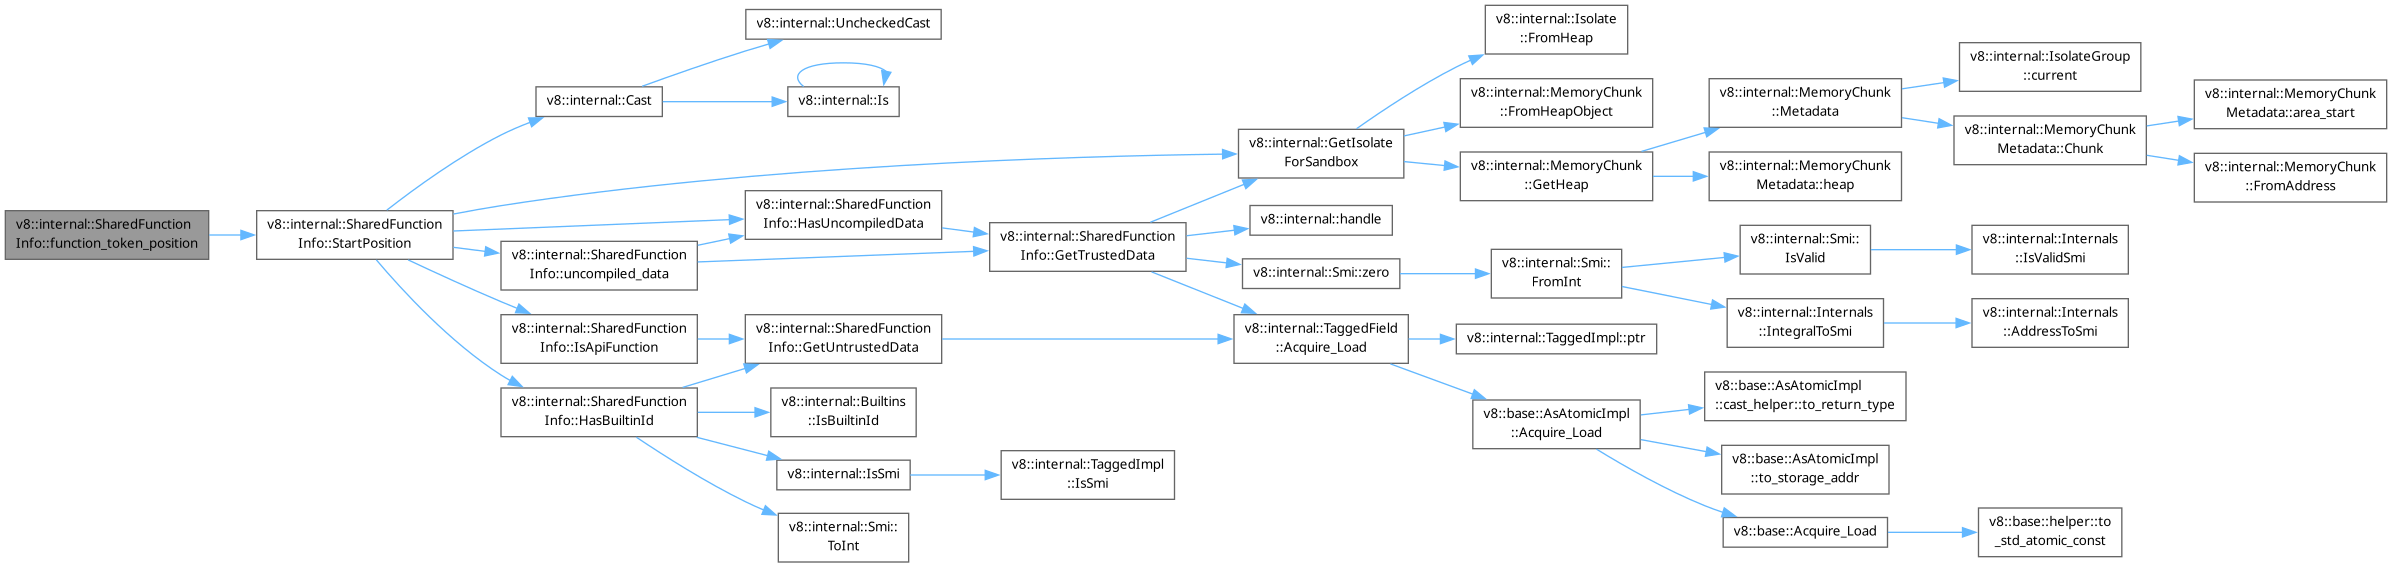 v8::internal::SharedFunction
Info::function_token_position
v8::internal::SharedFunction
Info::StartPosition
v8::internal::Cast
v8::internal::UncheckedCast
v8::internal::Is
v8::internal::SharedFunction
Info::HasUncompiledData
v8::internal::SharedFunction
Info::uncompiled_data
v8::internal::SharedFunction
Info::IsApiFunction
v8::internal::SharedFunction
Info::GetUntrustedData
v8::internal::SharedFunction
Info::HasBuiltinId
v8::internal::Builtins
::IsBuiltinId
v8::internal::IsSmi
v8::internal::Smi::
ToInt
v8::internal::TaggedImpl
::IsSmi
v8::internal::SharedFunction
Info::GetTrustedData
v8::internal::GetIsolate
ForSandbox
v8::internal::handle
v8::internal::Smi::zero
v8::internal::TaggedField
::Acquire_Load
v8::internal::Isolate
::FromHeap
v8::internal::MemoryChunk
::FromHeapObject
v8::internal::MemoryChunk
::GetHeap
v8::internal::MemoryChunk
::Metadata
v8::internal::MemoryChunk
Metadata::heap
v8::internal::IsolateGroup
::current
v8::internal::MemoryChunk
Metadata::Chunk
v8::internal::MemoryChunk
Metadata::area_start
v8::internal::MemoryChunk
::FromAddress
v8::internal::Smi::
FromInt
v8::internal::Smi::
IsValid
v8::internal::Internals
::IsValidSmi
v8::internal::Internals
::IntegralToSmi
v8::internal::Internals
::AddressToSmi
v8::internal::TaggedImpl::ptr
v8::base::AsAtomicImpl
::Acquire_Load
v8::base::AsAtomicImpl
::cast_helper::to_return_type
v8::base::AsAtomicImpl
::to_storage_addr
v8::base::Acquire_Load
v8::base::helper::to
_std_atomic_const